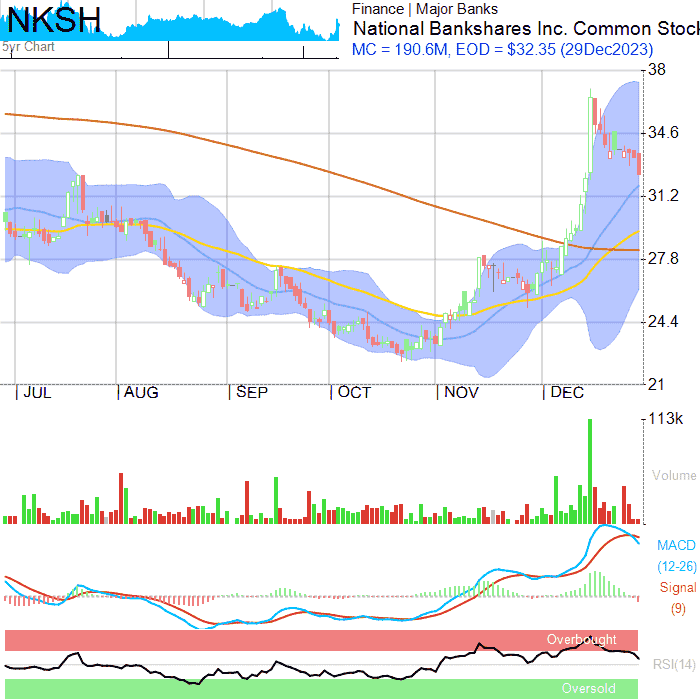 NKSH
Finance | Major Banks
National Bankshares Inc. Common Stock
MC = 190.6M, EOD = $32.35 (29Dec2023)
5yr Chart
38
34.6
31.2
27.8
24.4
21
JUL AUG SEP OCT NOV DEC
113k
Volume
MACD
(12-26)
Signal
(9)
Overbought
RSI(14)
Oversold